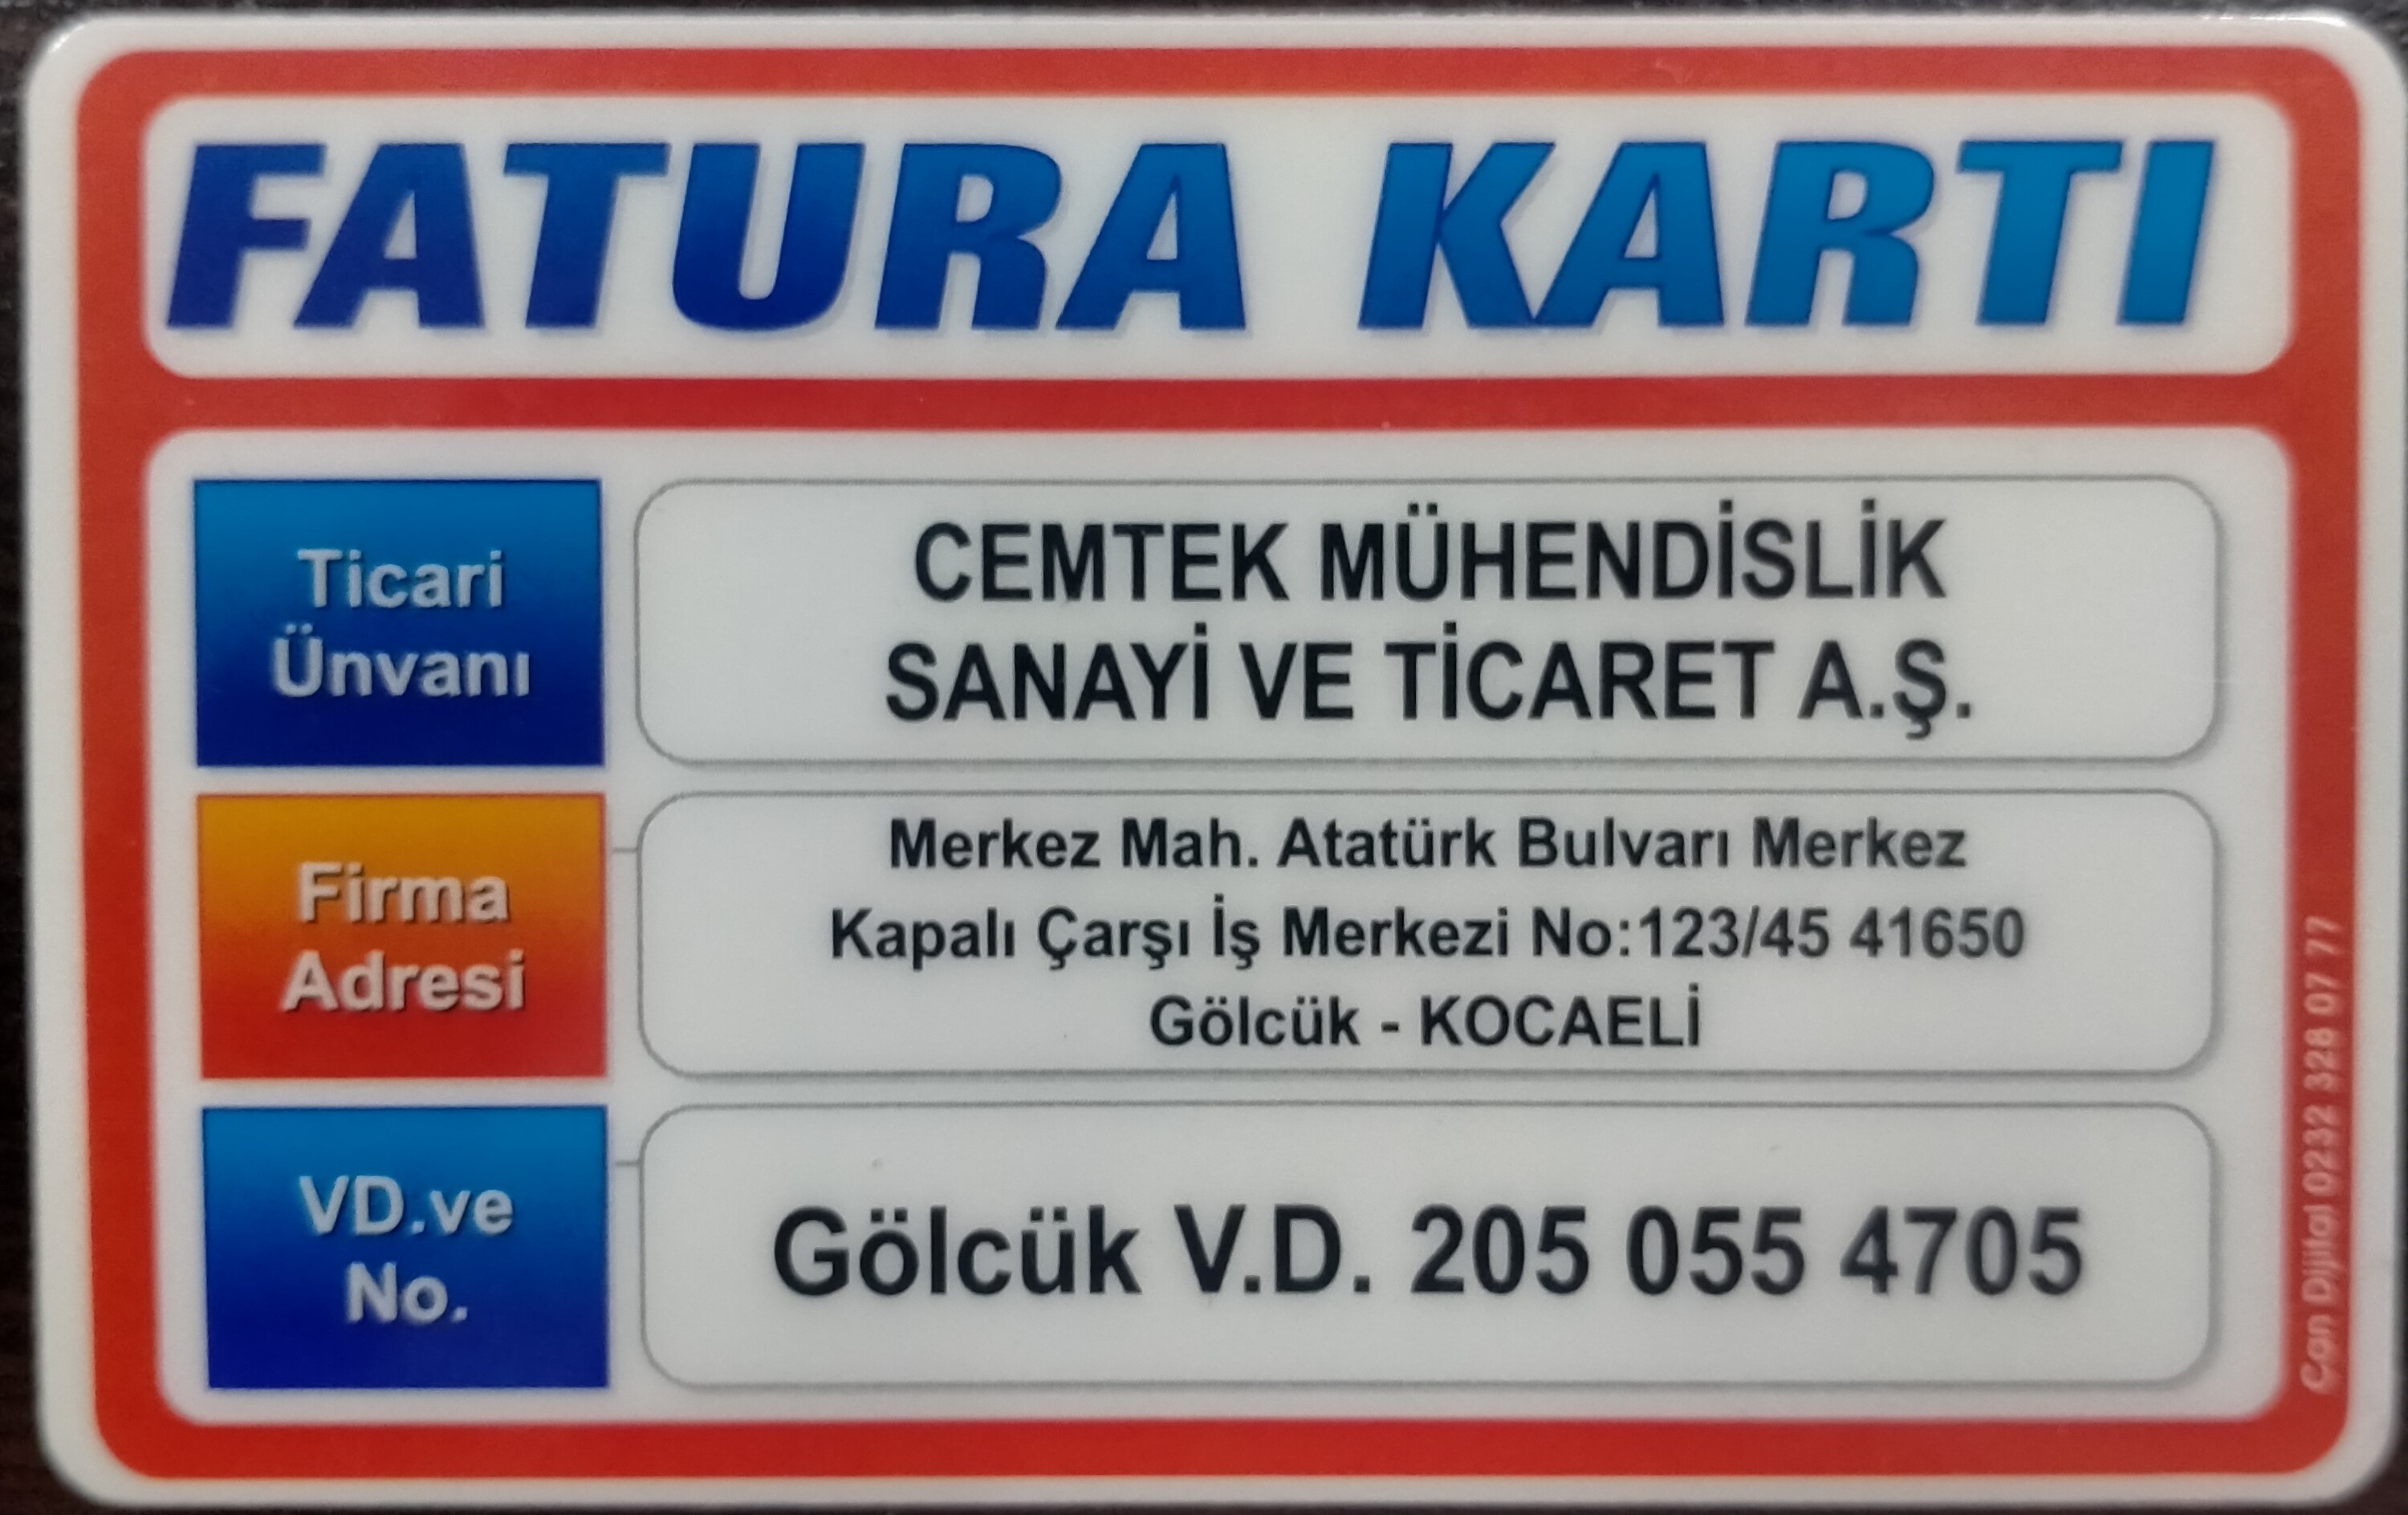 FATURA KARTI
Ticari
Ünvanı
CEMTEK MÜHENDİSLİK
SANAYİ VE TİCARET A.Ş.
Firma
Adresi
Merkez Mah. Atatürk Bulvarı Merkez
Kapalı Çarşı İş Merkezi No:123/45 41650
Gölcük - KOCAELİ
VD.ve
No.
Gölcük V.D. 205 055 4705
Çan Dijital 0232 328 07 77